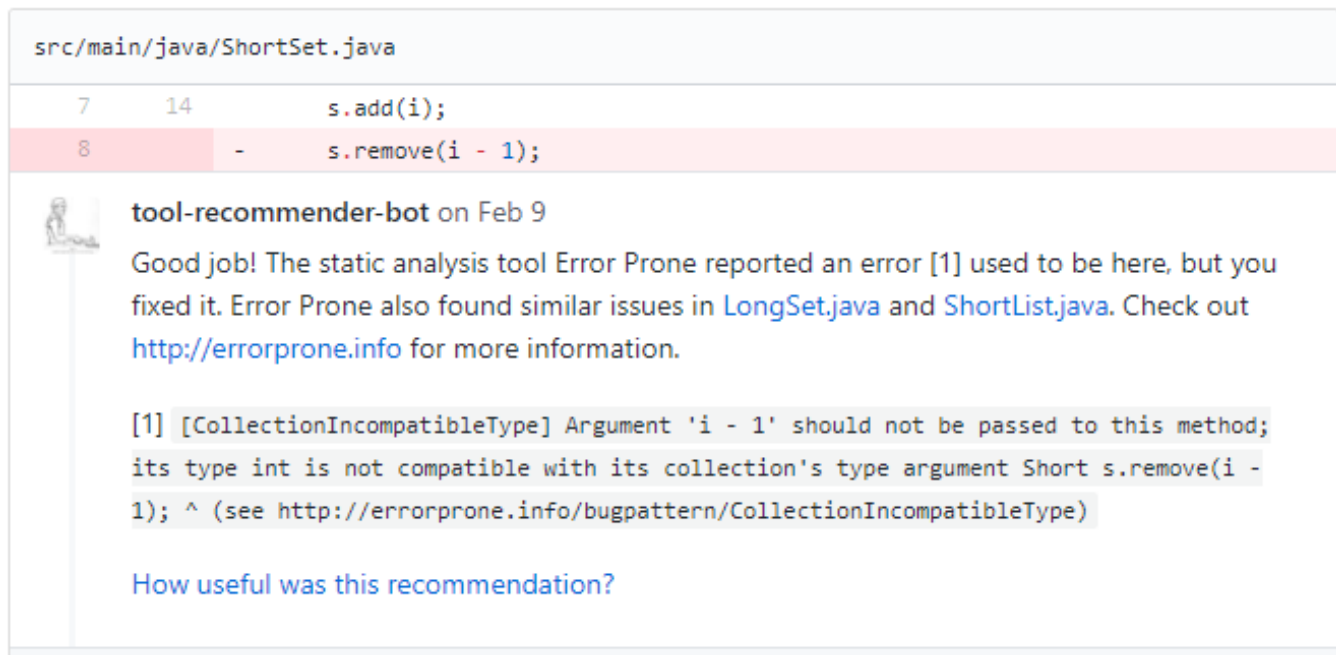 src/main/java/ShortSet.java
7 14 s.add(i);
8 - s.remove(i - 1);
tool-recommender-bot on Feb 9
Good job! The static analysis tool Error Prone reported an error [1] used to be here, but you
fixed it. Error Prone also found similar issues in LongSet.java and ShortList.java. Check out
http://errorprone.info for more information.
[1] [CollectionIncompatibleType] Argument 'i - 1' should not be passed to this method;
its type int is not compatible with its collection's type argument Short s.remove(i -
1); ^ (see http://errorprone.info/bugpattern/CollectionIncompatibleType)
How useful was this recommendation?